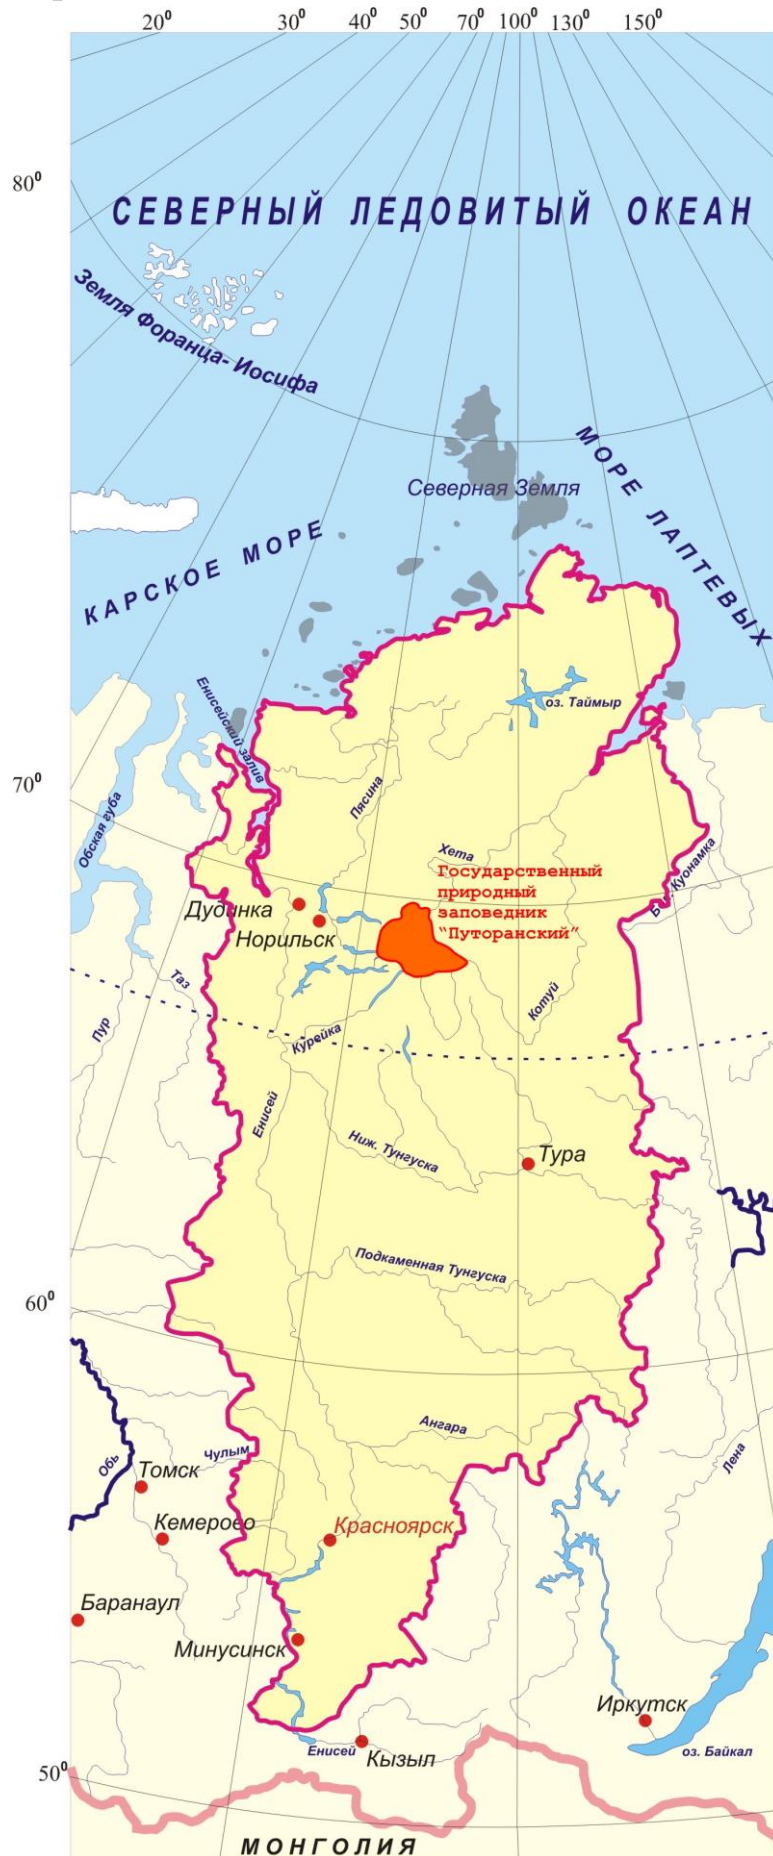 20⁰ 30⁰ 40⁰ 50⁰ 70⁰ 100⁰ 130⁰ 150⁰
80⁰
СЕВЕРНЫЙ ЛЕДОВИТЫЙ ОКЕАН
Земля Форанца- Иосифа
МОРЕ ЛАПТЕВЫХ
Северная Земля
КАРСКОЕ МОРЕ
Енисейский залив
оз. Таймыр
70⁰
Пясина
Обская губа
Хета
Государственный
природный
заповедник
“Путоранский”
Бол. Куонамка
Дудинка
Норильск
Таз
Котуй
Пур
Курейка
Енисей
Ниж. Тунгуска
Тура
Подкаменная Тунгуска
60⁰
Ангара
Чулым
Обь
Лена
Томск
Кемерово
Красноярск
Баранаул
Минусинск
Иркутск
Енисей
Кызыл
оз. Байкал
50⁰
МОНГОЛИЯ